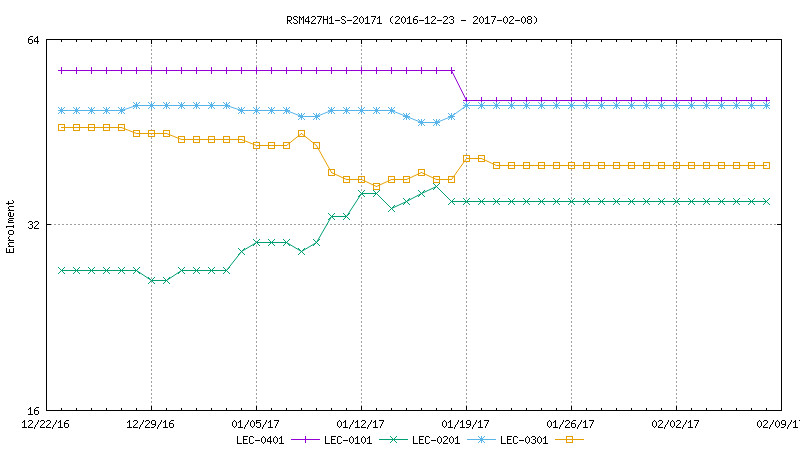 RSM427H1-S-20171 (2016-12-23 - 2017-02-08)
64
32
16
Enrolment
12/22/16 12/29/16 01/05/17 01/12/17 01/19/17 01/26/17 02/02/17 02/09/17
LEC-0401 LEC-0101 LEC-0201 LEC-0301